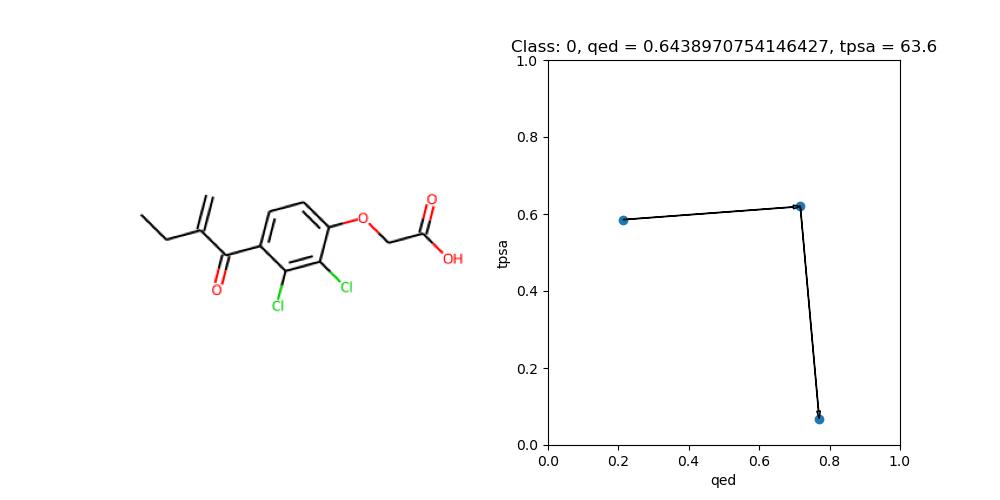 Class: 0, qed = 0.6438970754146427, tpsa = 63.6
1.0
0.8
0.6
0.4
0.2
0.0
tpsa
0.0 0.2 0.4 0.6 0.8 1.0
qed
O
O
OH
Cl
O
Cl